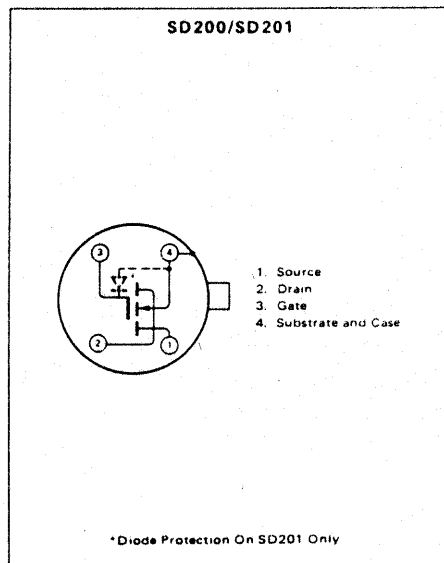 SD200/SD201
3
4
*
1. Source
2. Drain
3. Gate
4. Substrate and Case
2
1
*Diode Protection On SD201 Only